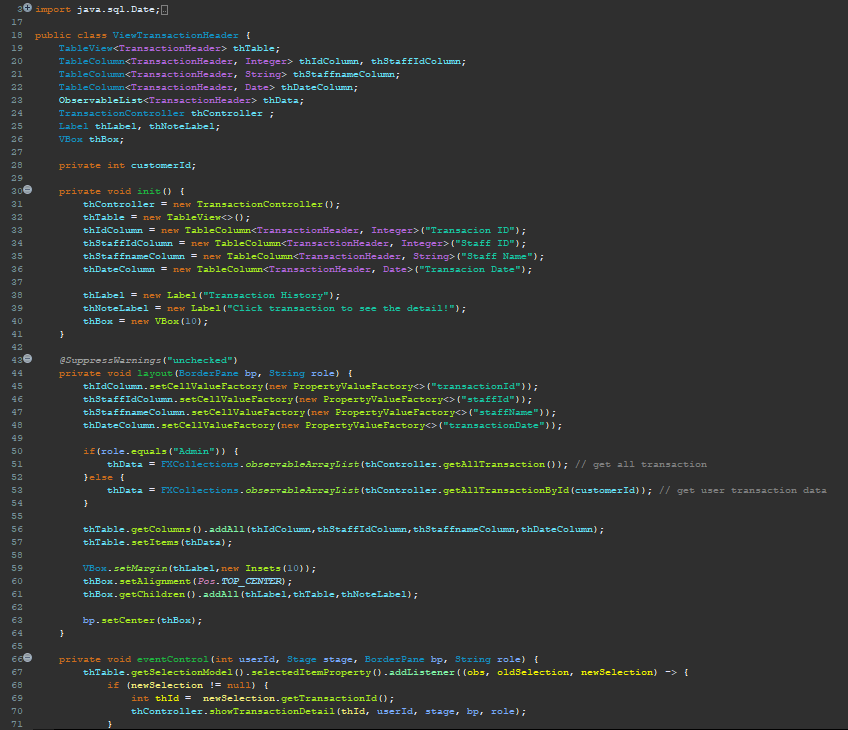 3 import java.sql.Date;
17
18 public class ViewTransactionHeader {
19     TableView<TransactionHeader> thTable;
20     TableColumn<TransactionHeader, Integer> thIdColumn, thStaffIdColumn;
21     TableColumn<TransactionHeader, String> thStaffnameColumn;
22     TableColumn<TransactionHeader, Date> thDateColumn;
23     ObservableList<TransactionHeader> thData;
24     TransactionController thController ;
25     Label thLabel, thNoteLabel;
26     VBox thBox;
27
28     private int customerId;
29
30     private void init() {
31         thController = new TransactionController();
32         thTable = new TableView<>();
33         thIdColumn = new TableColumn<TransactionHeader, Integer>("Transacion ID");
34         thStaffIdColumn = new TableColumn<TransactionHeader, Integer>("Staff ID");
35         thStaffnameColumn = new TableColumn<TransactionHeader, String>("Staff Name");
36         thDateColumn = new TableColumn<TransactionHeader, Date>("Transacion Date");
37
38         thLabel = new Label("Transaction History");
39         thNoteLabel = new Label("Click transaction to see the detail!");
40         thBox = new VBox(10);
41     }
42
43     @SuppressWarnings("unchecked")
44     private void layout(BorderPane bp, String role) {
45         thIdColumn.setCellValueFactory(new PropertyValueFactory<>("transactionId"));
46         thStaffIdColumn.setCellValueFactory(new PropertyValueFactory<>("staffId"));
47         thStaffnameColumn.setCellValueFactory(new PropertyValueFactory<>("staffName"));
48         thDateColumn.setCellValueFactory(new PropertyValueFactory<>("transactionDate"));
49
50         if(role.equals("Admin")) {
51             thData = FXCollections.observableArrayList(thController.getAllTransaction()); // get all transaction
52         }else {
53             thData = FXCollections.observableArrayList(thController.getAllTransactionById(customerId)); // get user transaction data
54         }
55
56         thTable.getColumns().addAll(thIdColumn,thStaffIdColumn,thStaffnameColumn,thDateColumn);
57         thTable.setItems(thData);
58
59         VBox.setMargin(thLabel,new Insets(10));
60         thBox.setAlignment(Pos.TOP_CENTER);
61         thBox.getChildren().addAll(thLabel,thTable,thNoteLabel);
62
63         bp.setCenter(thBox);
64     }
65
66     private void eventControl(int userId, Stage stage, BorderPane bp, String role) {
67         thTable.getSelectionModel().selectedItemProperty().addListener((obs, oldSelection, newSelection) -> {
68             if (newSelection != null) {
69                 int thId =  newSelection.getTransactionId();
70                 thController.showTransactionDetail(thId, userId, stage, bp, role);
71             }